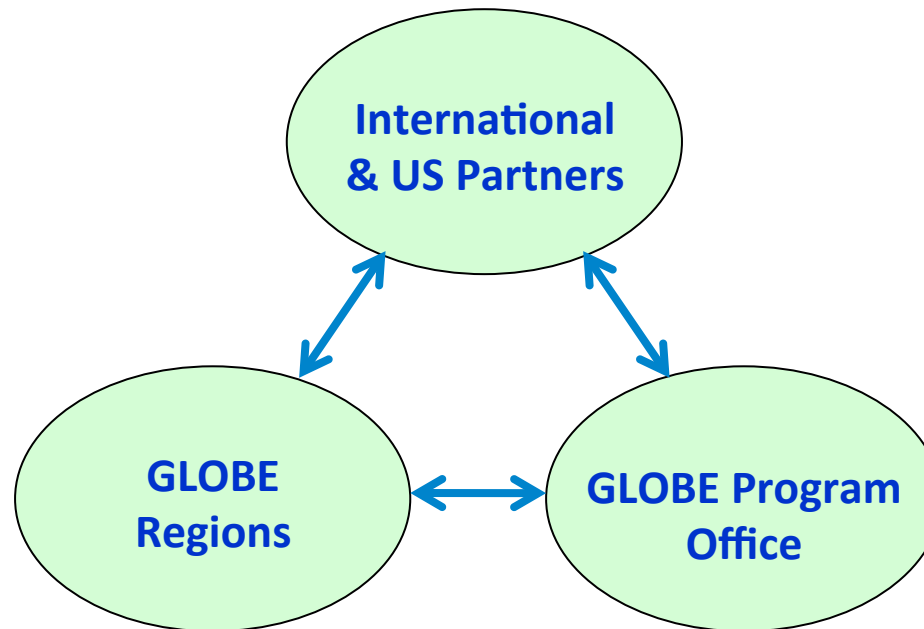 International
& US Partners
GLOBE
Regions
GLOBE Program
Office